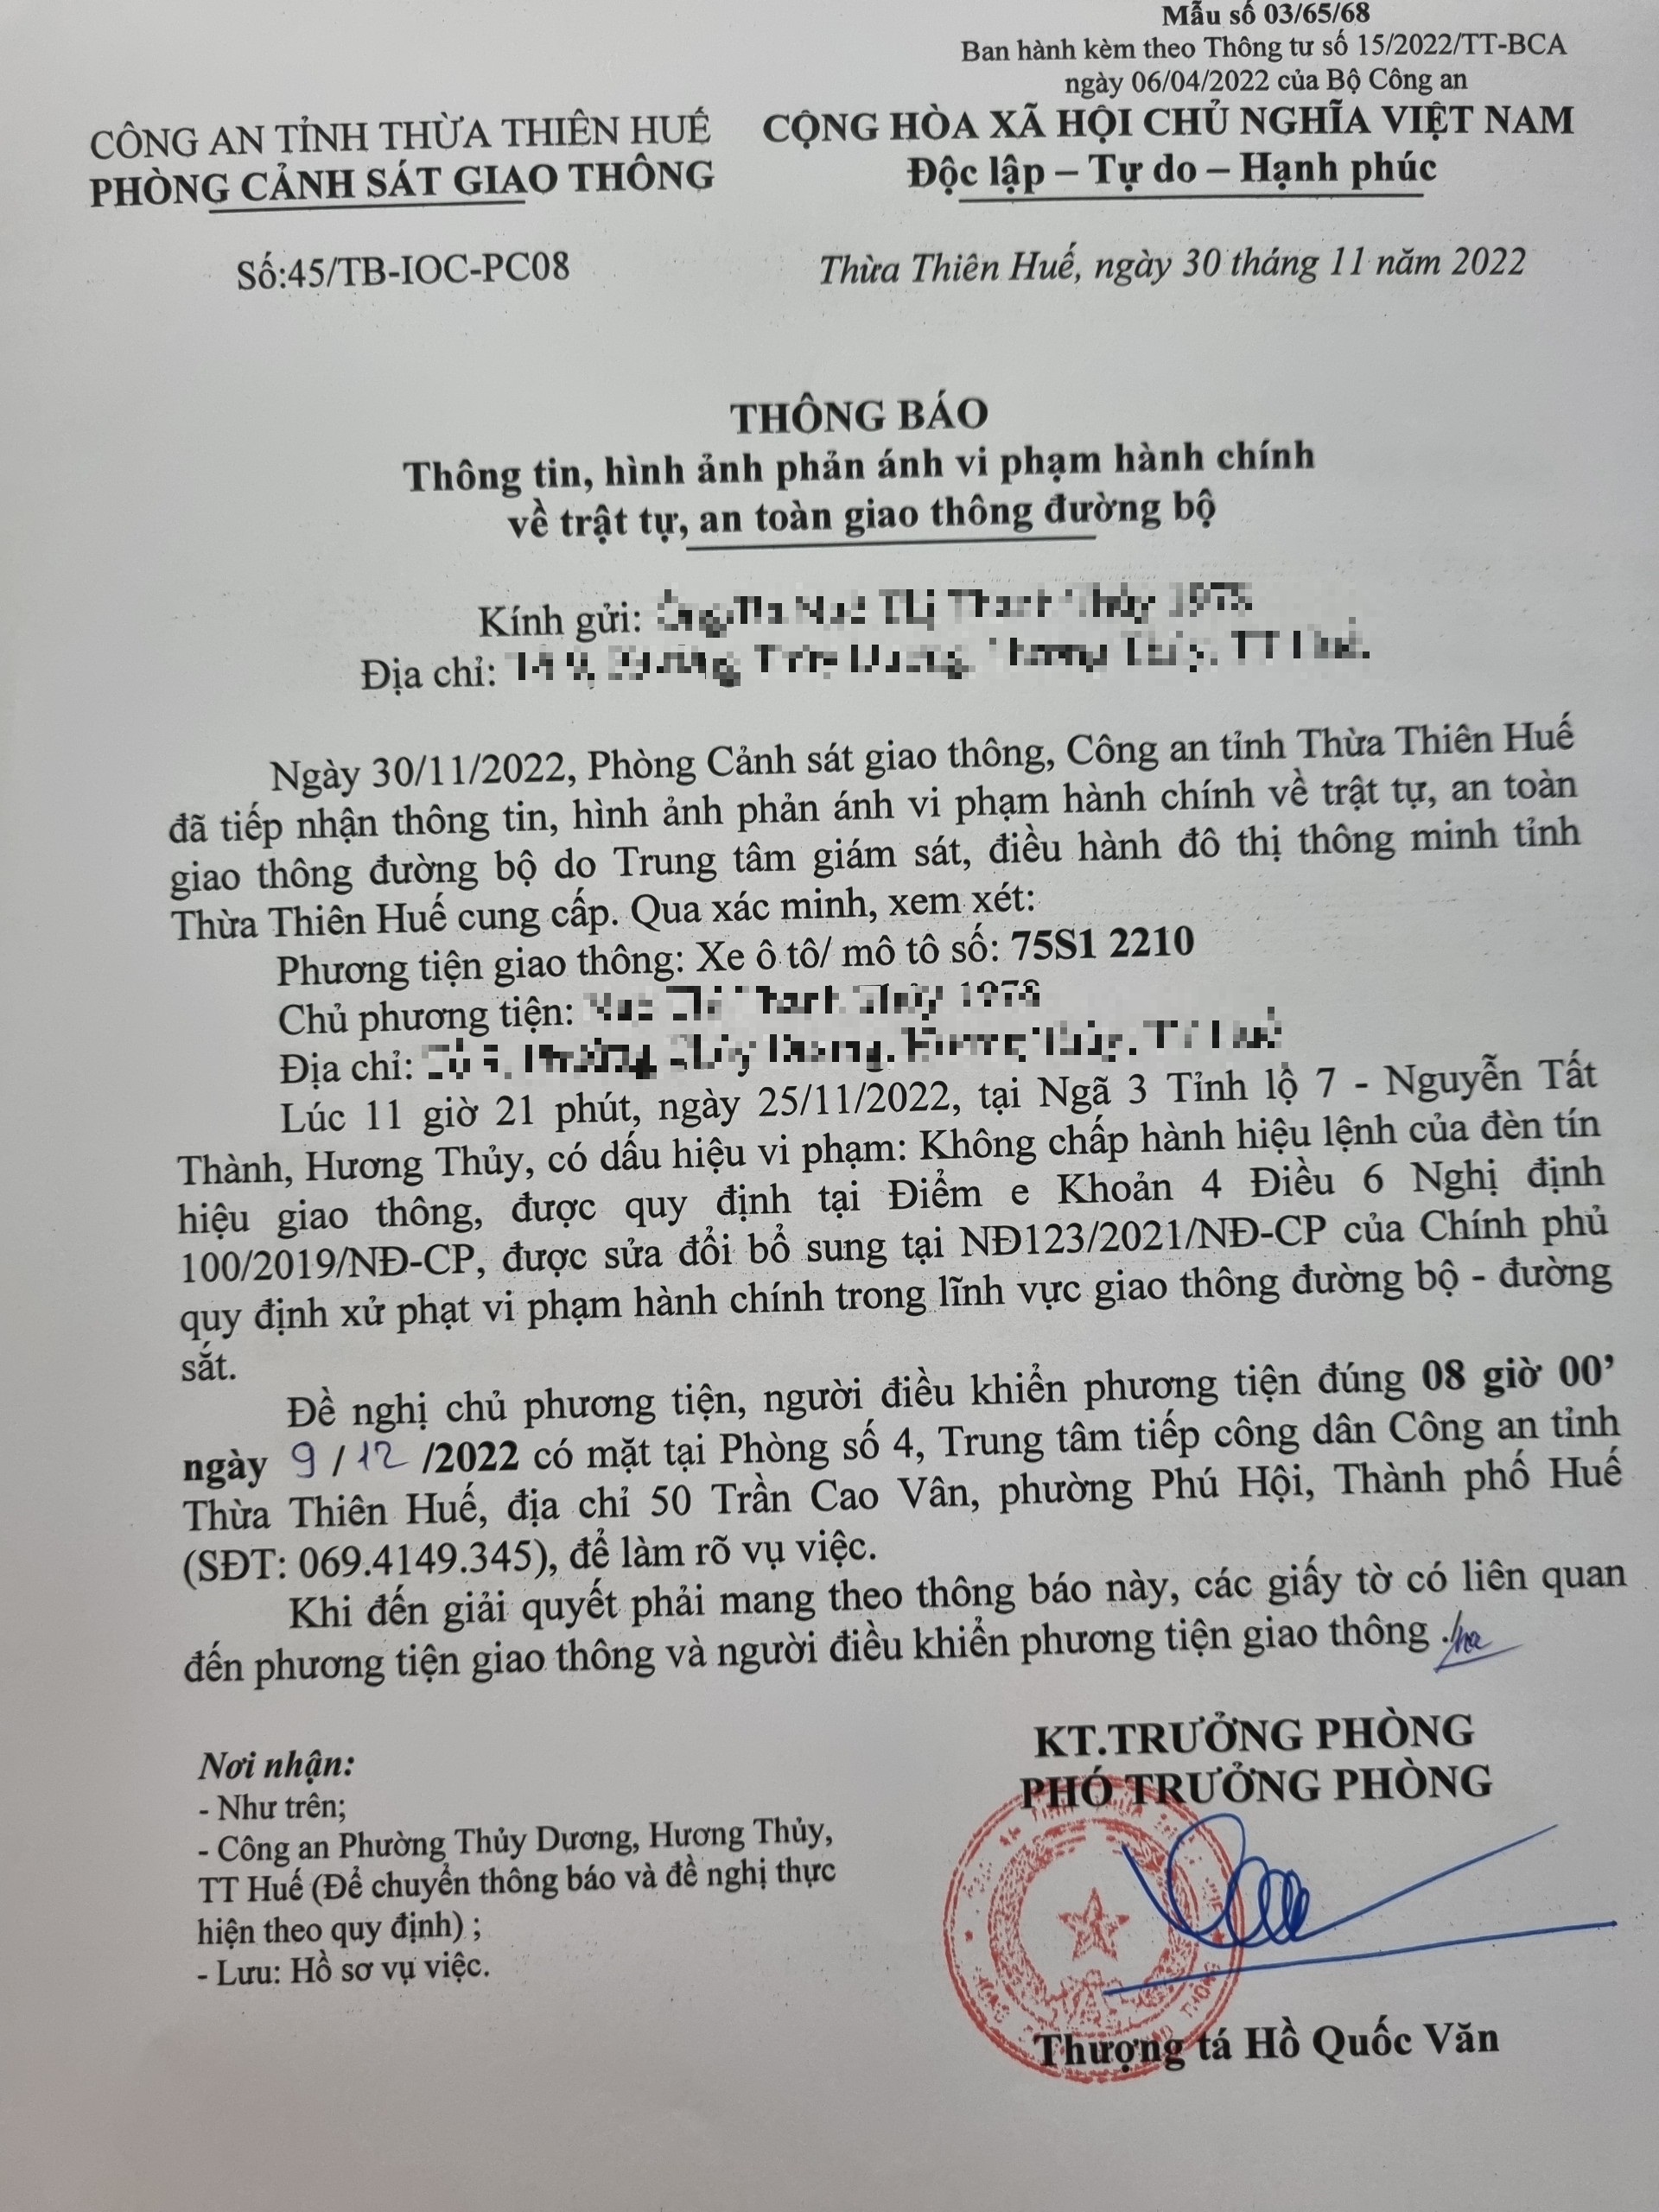 Mẫu số 03/65/68
Ban hành kèm theo Thông tư số 15/2022/TT-BCA
ngày 06/04/2022 của Bộ Công an
CÔNG AN TỈNH THỪA THIÊN HUẾ
PHÒNG CẢNH SÁT GIAO THÔNG
CỘNG HÒA XÃ HỘI CHỦ NGHĨA VIỆT NAM
Độc lập – Tự do – Hạnh phúc
Số:45/TB-IOC-PC08
Thừa Thiên Huế, ngày 30 tháng 11 năm 2022
THÔNG BÁO
Thông tin, hình ảnh phản ánh vi phạm hành chính
về trật tự, an toàn giao thông đường bộ
Kính gửi:
Địa chỉ:
Ngày 30/11/2022, Phòng Cảnh sát giao thông, Công an tỉnh Thừa Thiên Huế
đã tiếp nhận thông tin, hình ảnh phản ánh vi phạm hành chính về trật tự, an toàn
giao thông đường bộ do Trung tâm giám sát, điều hành đô thị thông minh tỉnh
Thừa Thiên Huế cung cấp. Qua xác minh, xem xét:
Phương tiện giao thông: Xe ô tô/ mô tô số: 75S1 2210
Chủ phương tiện:
Địa chỉ:
Lúc 11 giờ 21 phút, ngày 25/11/2022, tại Ngã 3 Tỉnh lộ 7 - Nguyễn Tất
Thành, Hương Thủy, có dấu hiệu vi phạm: Không chấp hành hiệu lệnh của đèn tín
hiệu giao thông, được quy định tại Điểm e Khoản 4 Điều 6 Nghị định
100/2019/NĐ-CP, được sửa đổi bổ sung tại NĐ123/2021/NĐ-CP của Chính phủ
quy định xử phạt vi phạm hành chính trong lĩnh vực giao thông đường bộ - đường
sắt.
Đề nghị chủ phương tiện, người điều khiển phương tiện đúng 08 giờ 00’
ngày 9 / 12 /2022 có mặt tại Phòng số 4, Trung tâm tiếp công dân Công an tỉnh
Thừa Thiên Huế, địa chỉ 50 Trần Cao Vân, phường Phú Hội, Thành phố Huế
(SĐT: 069.4149.345), để làm rõ vụ việc.
Khi đến giải quyết phải mang theo thông báo này, các giấy tờ có liên quan
đến phương tiện giao thông và người điều khiển phương tiện giao thông .
KT.TRƯỞNG PHÒNG
PHÓ TRƯỞNG PHÒNG
Nơi nhận:
- Như trên;
- Công an Phường Thủy Dương, Hương Thủy,
TT Huế (Để chuyển thông báo và đề nghị thực
hiện theo quy định) ;
- Lưu: Hồ sơ vụ việc.
Thượng tá Hồ Quốc Văn